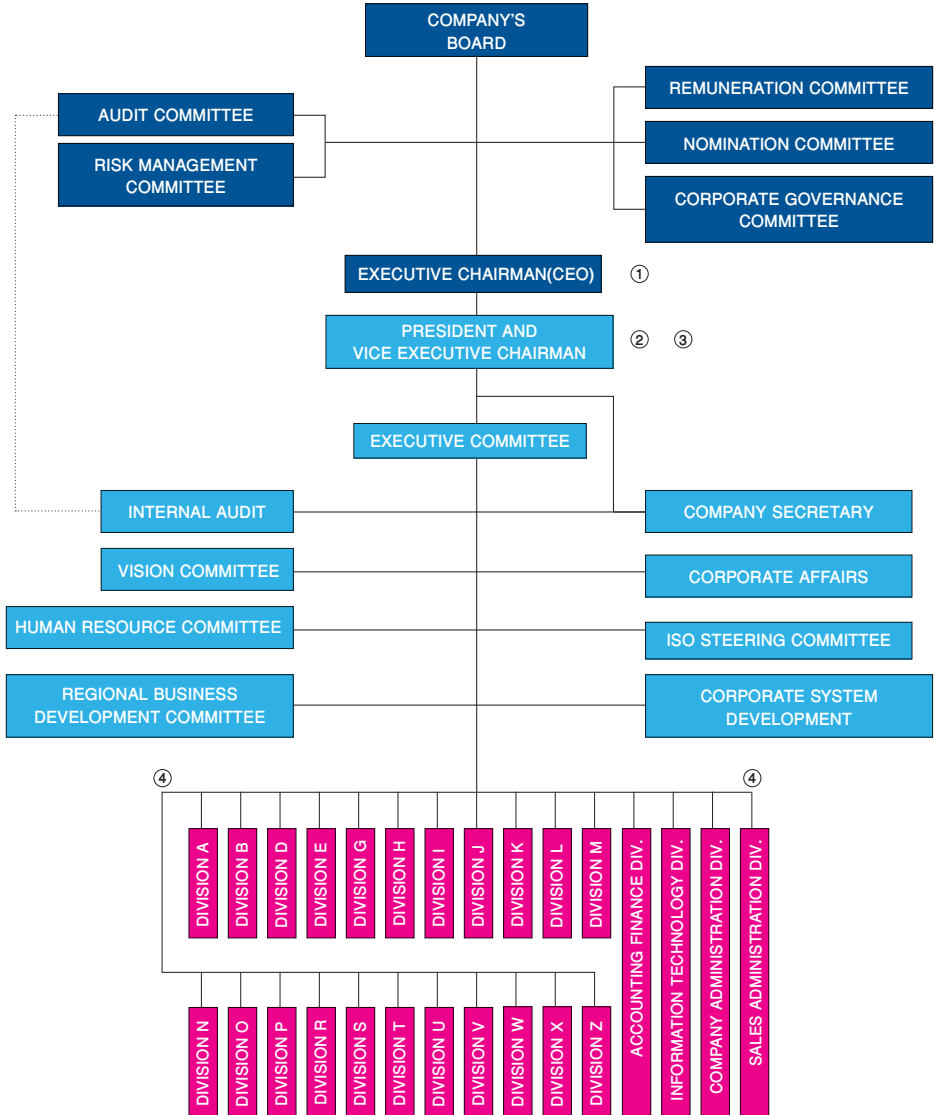 COMPANY'S
BOARD
AUDIT COMMITTEE
RISK MANAGEMENT
COMMITTEE
REMUNERATION COMMITTEE
NOMINATION COMMITTEE
CORPORATE GOVERNANCE
COMMITTEE
EXECUTIVE CHAIRMAN(CEO)
①
PRESIDENT AND
VICE EXECUTIVE CHAIRMAN
② ③
EXECUTIVE COMMITTEE
INTERNAL AUDIT
COMPANY SECRETARY
VISION COMMITTEE
CORPORATE AFFAIRS
HUMAN RESOURCE COMMITTEE
ISO STEERING COMMITTEE
REGIONAL BUSINESS
DEVELOPMENT COMMITTEE
CORPORATE SYSTEM
DEVELOPMENT
④
④
DIVISION A
DIVISION B
DIVISION D
DIVISION E
DIVISION G
DIVISION H
DIVISION I
DIVISION J
DIVISION K
DIVISION L
DIVISION M
ACCOUNTING FINANCE DIV.
INFORMATION TECHNOLOGY DIV.
COMPANY ADMINISTRATION DIV.
SALES ADMINISTRATION DIV.
DIVISION N
DIVISION O
DIVISION P
DIVISION R
DIVISION S
DIVISION T
DIVISION U
DIVISION V
DIVISION W
DIVISION X
DIVISION Z